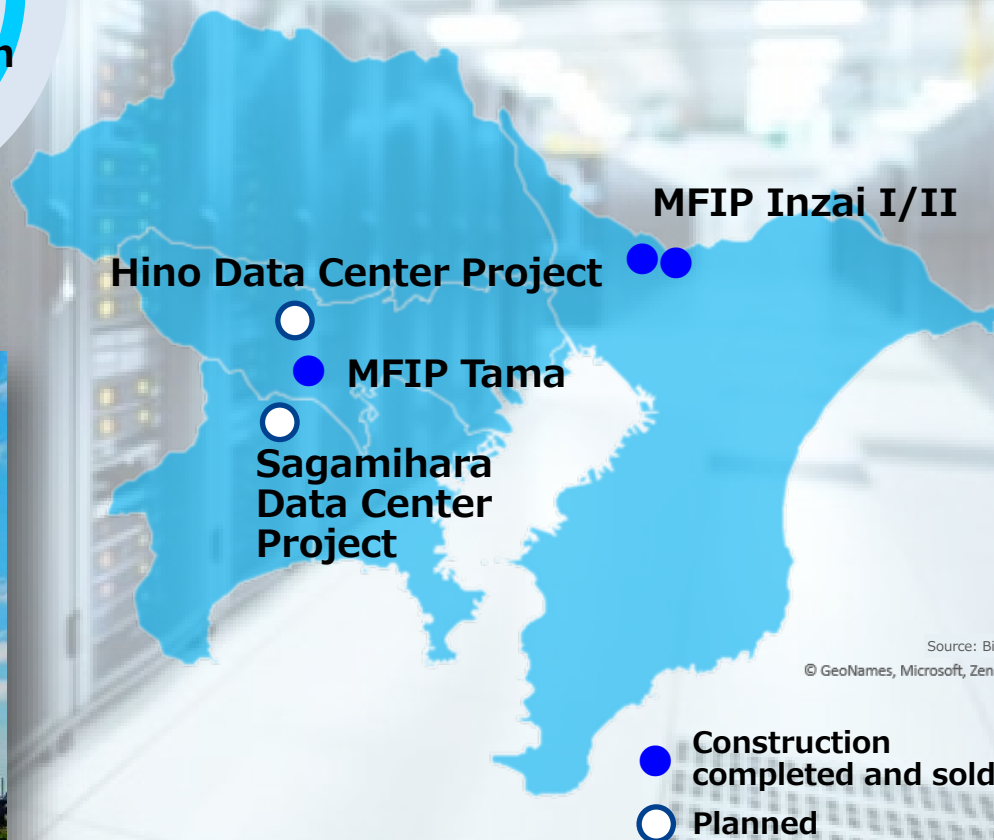 MFIP Inzai I/II
Hino Data Center Project
MFIP Tama
Sagamihara
Data Center
Project
Source: Bi
© GeoNames, Microsoft, Zen
Construction
completed and sold
Planned